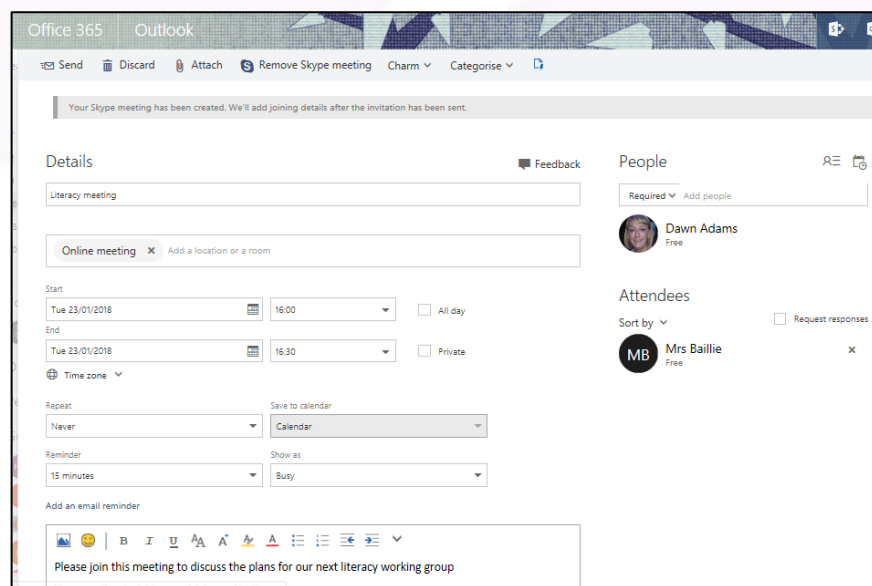 Office 365 Outlook
Send Discard Attach Remove Skype meeting Charm Categorise
Your Skype meeting has been created. We'll add joining details after the invitation has been sent.
Details
Feedback
Literacy meeting
Online meeting Add a location or a room
Start
Tue 23/01/2018 16:00 All day
End
Tue 23/01/2018 16:30 Private
Time zone
Repeat Save to calendar
Never Calendar
Reminder Show as
15 minutes Busy
Add an email reminder
B I U
Please join this meeting to discuss the plans for our next literacy working group
People
Required Add people
Dawn Adams
Free
Attendees
Sort by Request responses
MB Mrs Baillie
Free